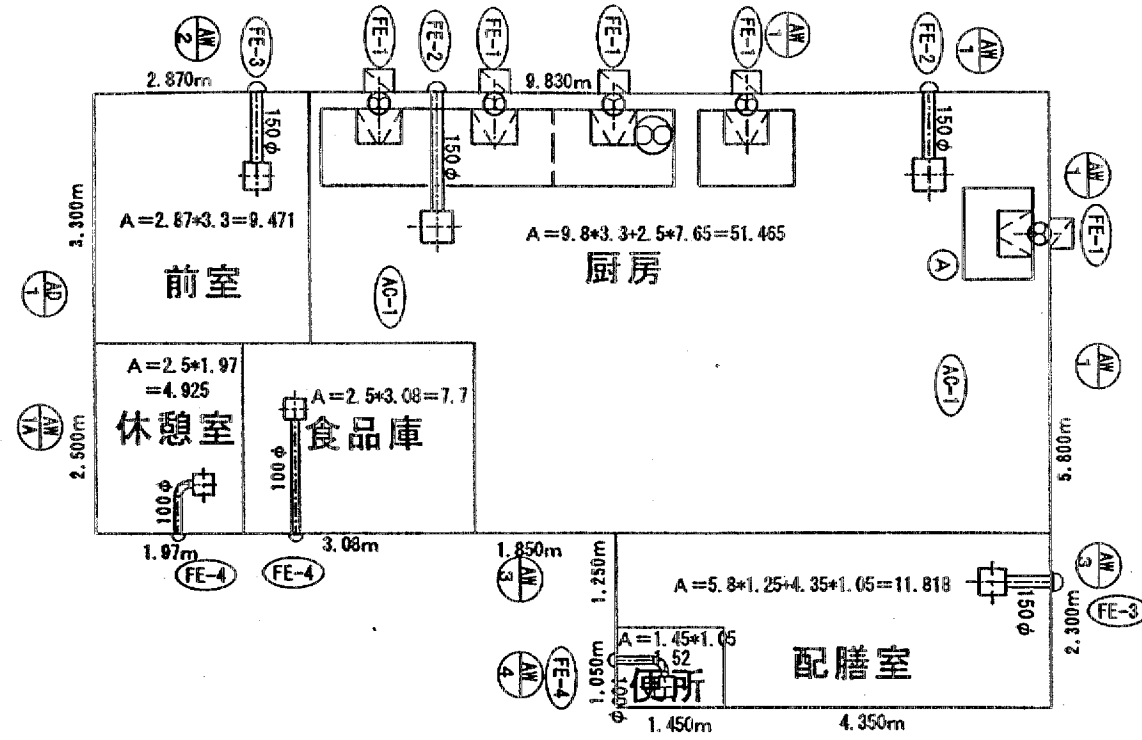 AW 2
FE-3
FE-1
FE-2
FE-1
FE-1
FE-1
AW 1
FE-2
AW 1
2.870m
9.830m
150φ
150φ
150φ
3.300m
A=2.87*3.3=9.471
前室
A=9.8*3.3+2.5*7.65=51.465
厨房
AW 1
FE-1
A
AD 1
AC-1
A=2.5*1.97
=4.925
休憩室
A=2.5*3.08=7.7
食品庫
AC-1
AW 1
AW 1A
2.500m
100φ
100φ
5.800m
1.97m
3.08m
1.850m
FE-4
FE-4
AW 3
1.250m
A=5.8*1.25+4.35*1.05=11.818
150φ
AW 3
FE-3
2.300m
A=1.45*1.05
1.52
便所
配膳室
AW 4
FE-4
1.050m
100φ
1.450m
4.350m